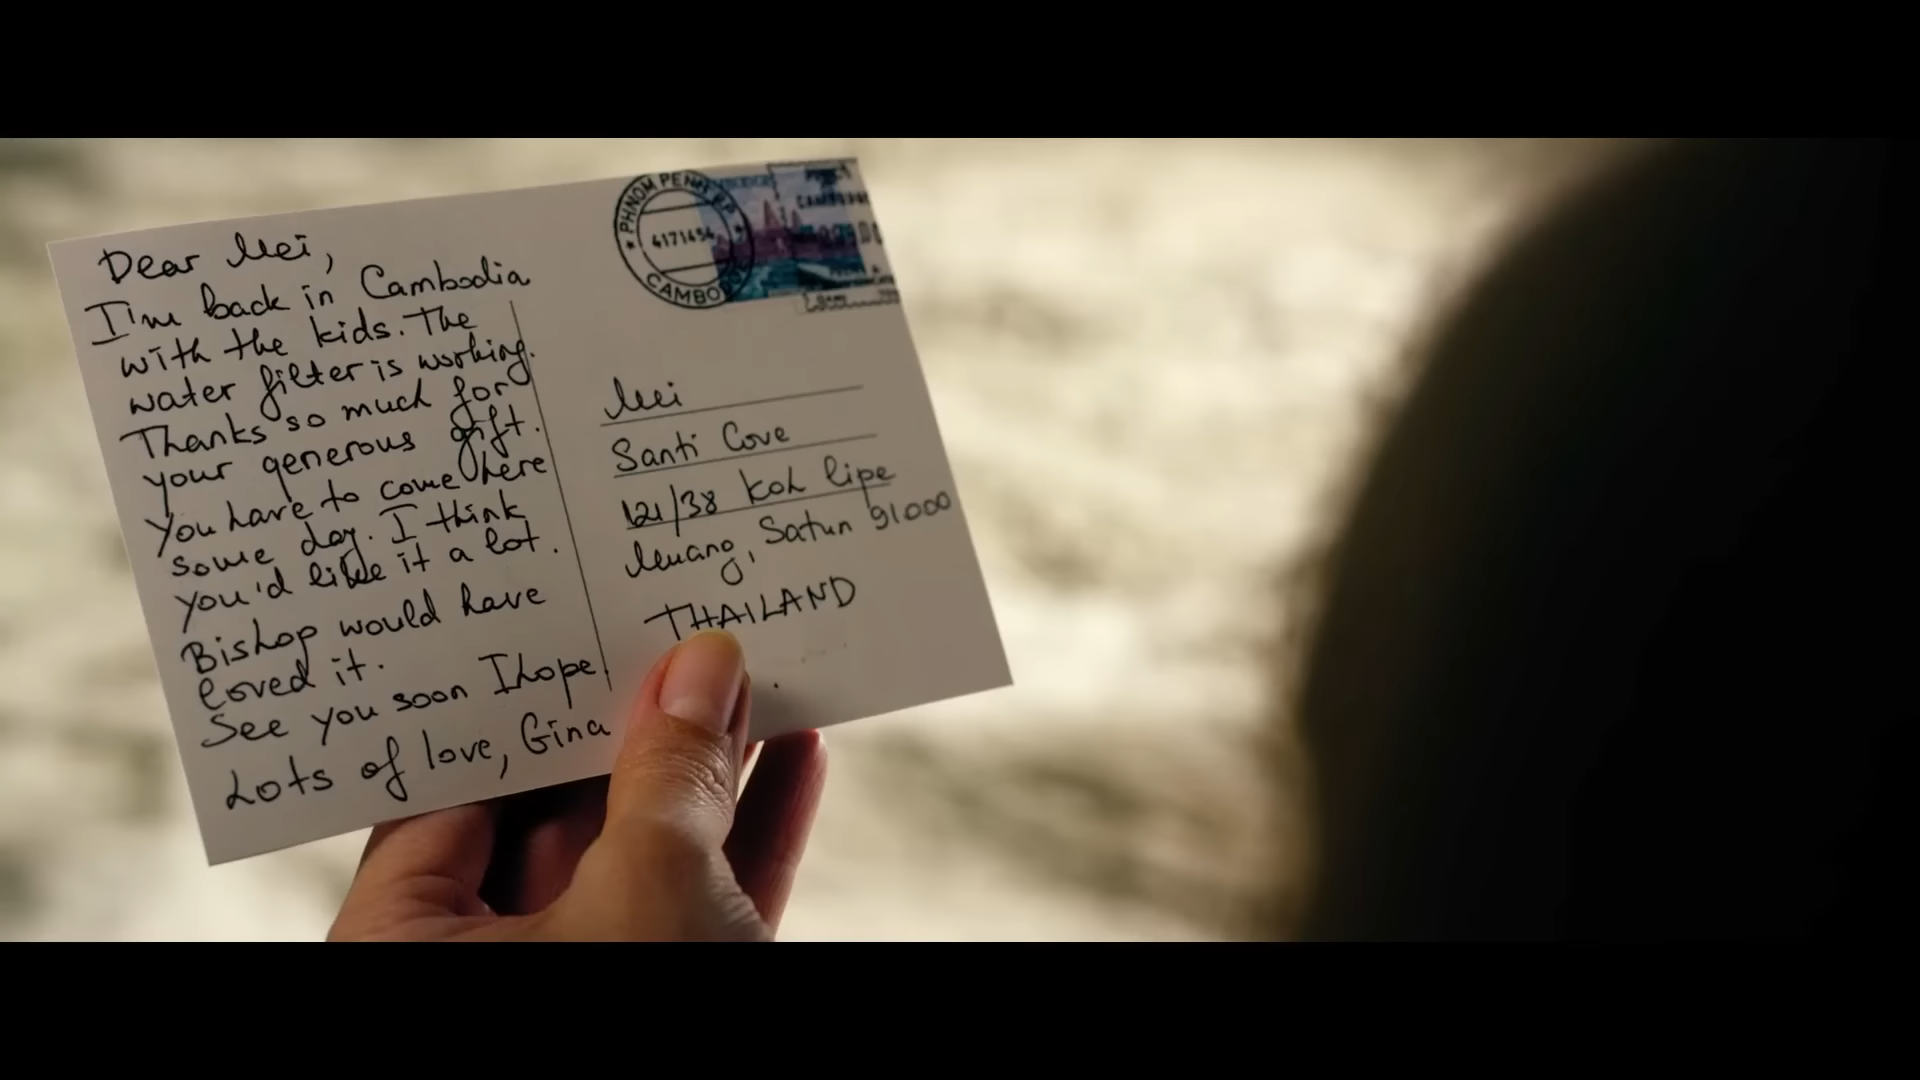 Dear Mei,
I'm back in Cambodia
with the kids. The
water filter is working.
Thanks so much for
your generous gift.
You have to come here
some day. I think
you'd like it a lot.
Bishop would have
loved it.
See you soon I hope!
Lots of love, Gina
PHNOM PENH R.P
4171454
CAMBO
Mei
Santi Cove
121/38 Koh Lipe
Muang, Satun 91000
THAILAND